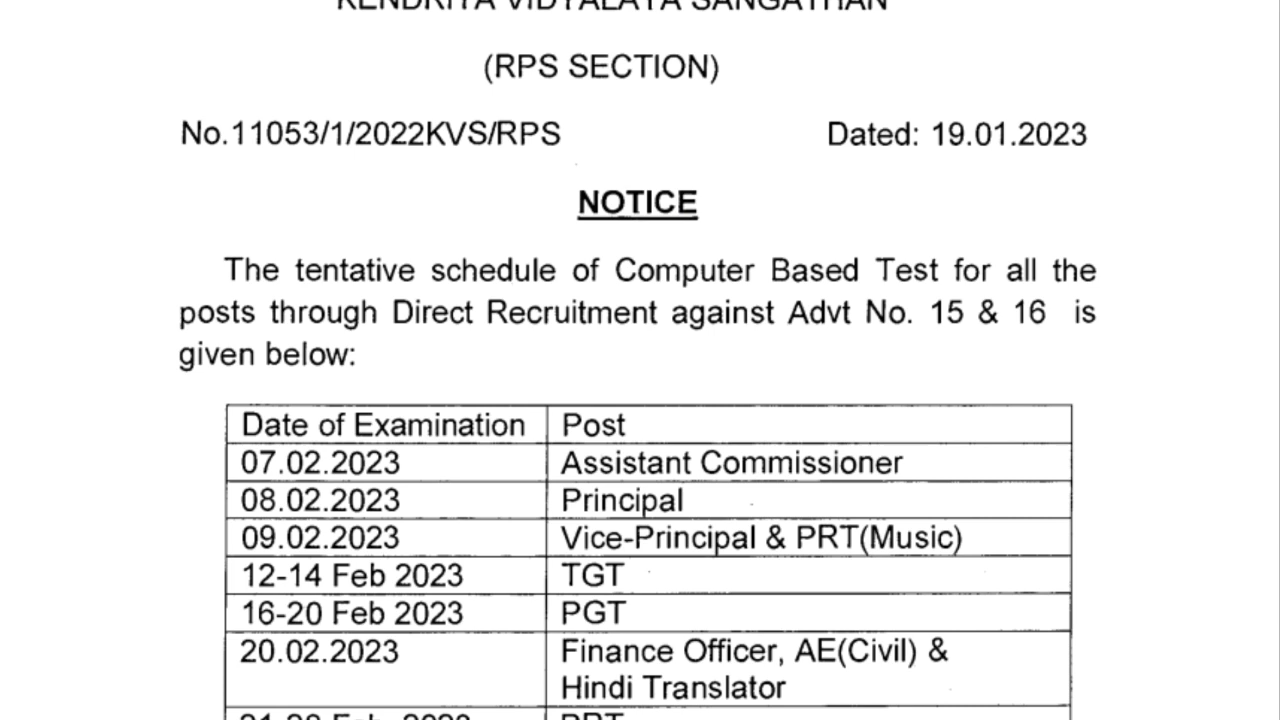 KENDRIYA VIDYALAYA SANGATHAN
(RPS SECTION)
No.11053/1/2022KVS/RPS Dated: 19.01.2023
NOTICE
The tentative schedule of Computer Based Test for all the
posts through Direct Recruitment against Advt No. 15 & 16 is
given below:
Date of Examination Post
07.02.2023 Assistant Commissioner
08.02.2023 Principal
09.02.2023 Vice-Principal & PRT(Music)
12-14 Feb 2023 TGT
16-20 Feb 2023 PGT
20.02.2023 Finance Officer, AE(Civil) &
Hindi Translator